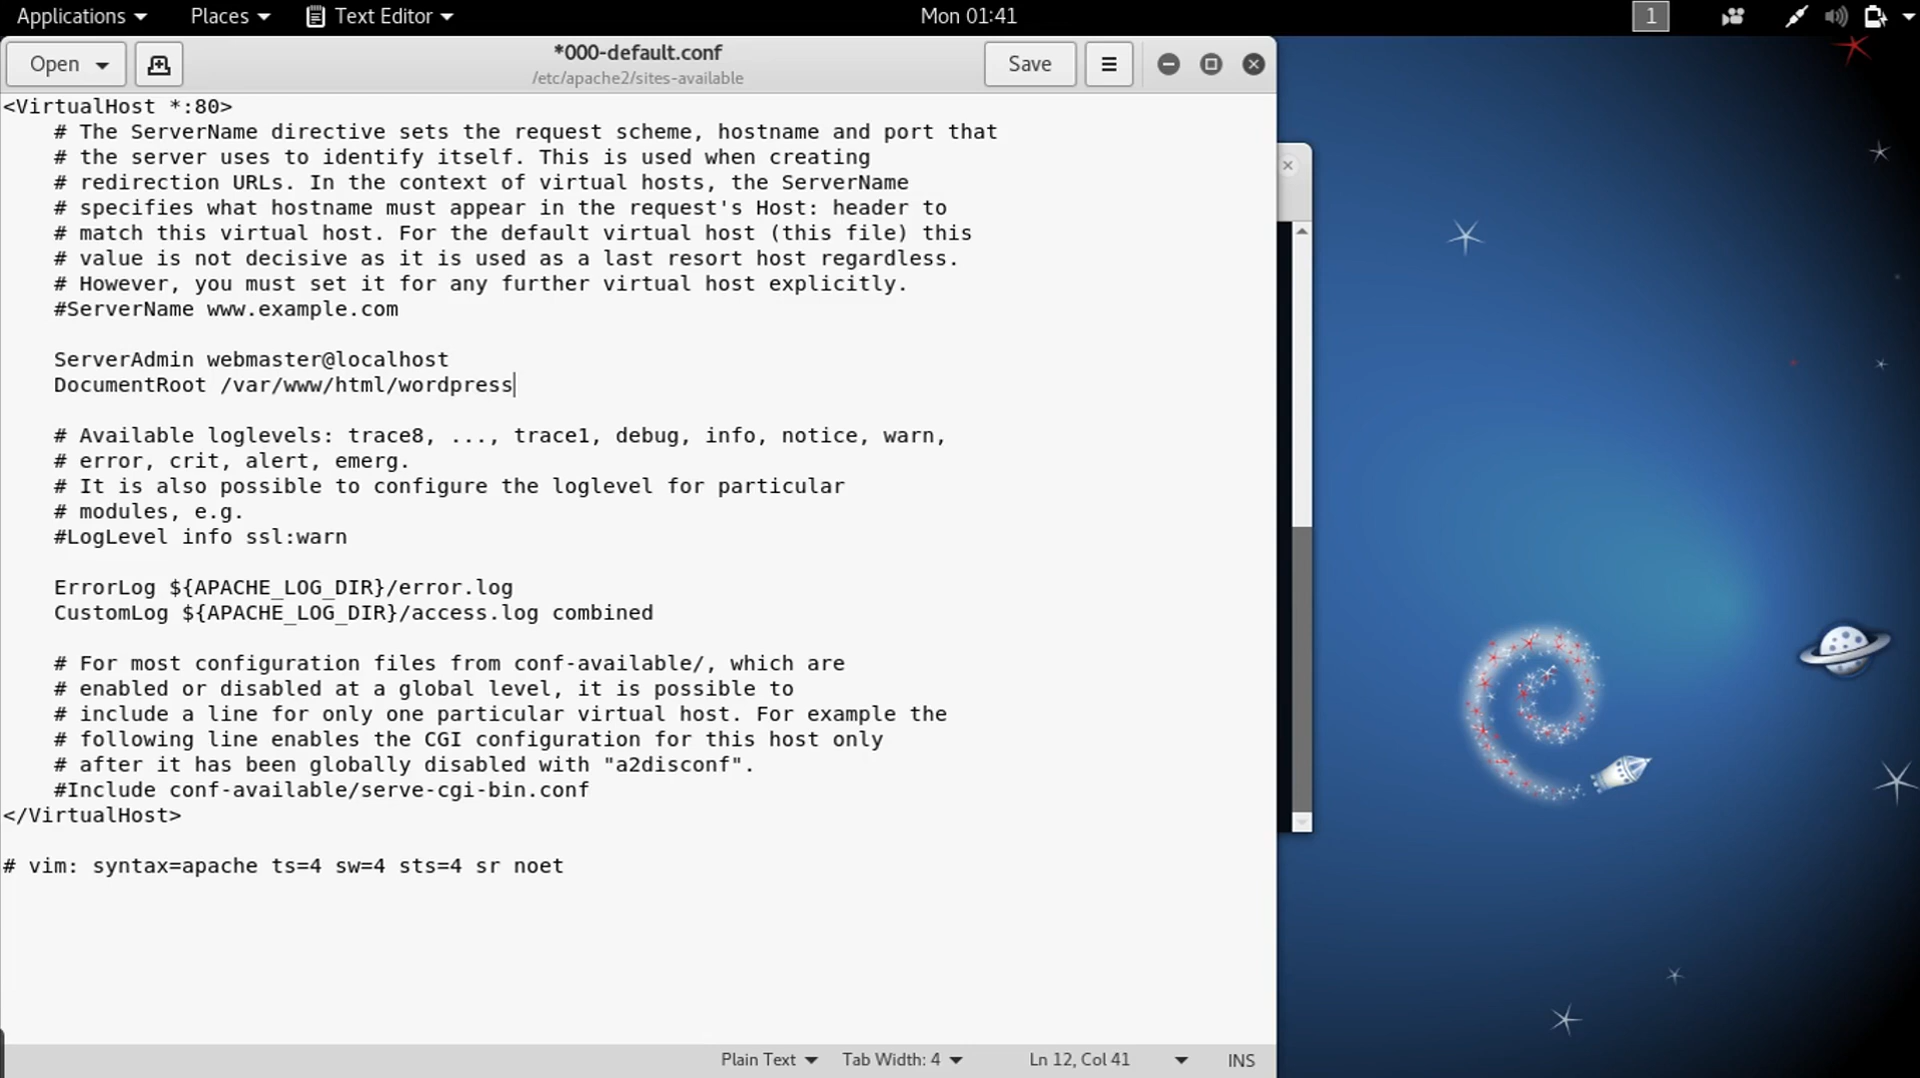 Applications Places Text Editor Mon 01:41 1
Open *000-default.conf Save
/etc/apache2/sites-available
<VirtualHost *:80>
# The ServerName directive sets the request scheme, hostname and port that
# the server uses to identify itself. This is used when creating
# redirection URLs. In the context of virtual hosts, the ServerName
# specifies what hostname must appear in the request's Host: header to
# match this virtual host. For the default virtual host (this file) this
# value is not decisive as it is used as a last resort host regardless.
# However, you must set it for any further virtual host explicitly.
#ServerName www.example.com
ServerAdmin webmaster@localhost
DocumentRoot /var/www/html/wordpress
# Available loglevels: trace8, ..., trace1, debug, info, notice, warn,
# error, crit, alert, emerg.
# It is also possible to configure the loglevel for particular
# modules, e.g.
#LogLevel info ssl:warn
ErrorLog ${APACHE_LOG_DIR}/error.log
CustomLog ${APACHE_LOG_DIR}/access.log combined
# For most configuration files from conf-available/, which are
# enabled or disabled at a global level, it is possible to
# include a line for only one particular virtual host. For example the
# following line enables the CGI configuration for this host only
# after it has been globally disabled with "a2disconf".
#Include conf-available/serve-cgi-bin.conf
</VirtualHost>
# vim: syntax=apache ts=4 sw=4 sts=4 sr noet
Plain Text Tab Width: 4 Ln 12, Col 41 INS